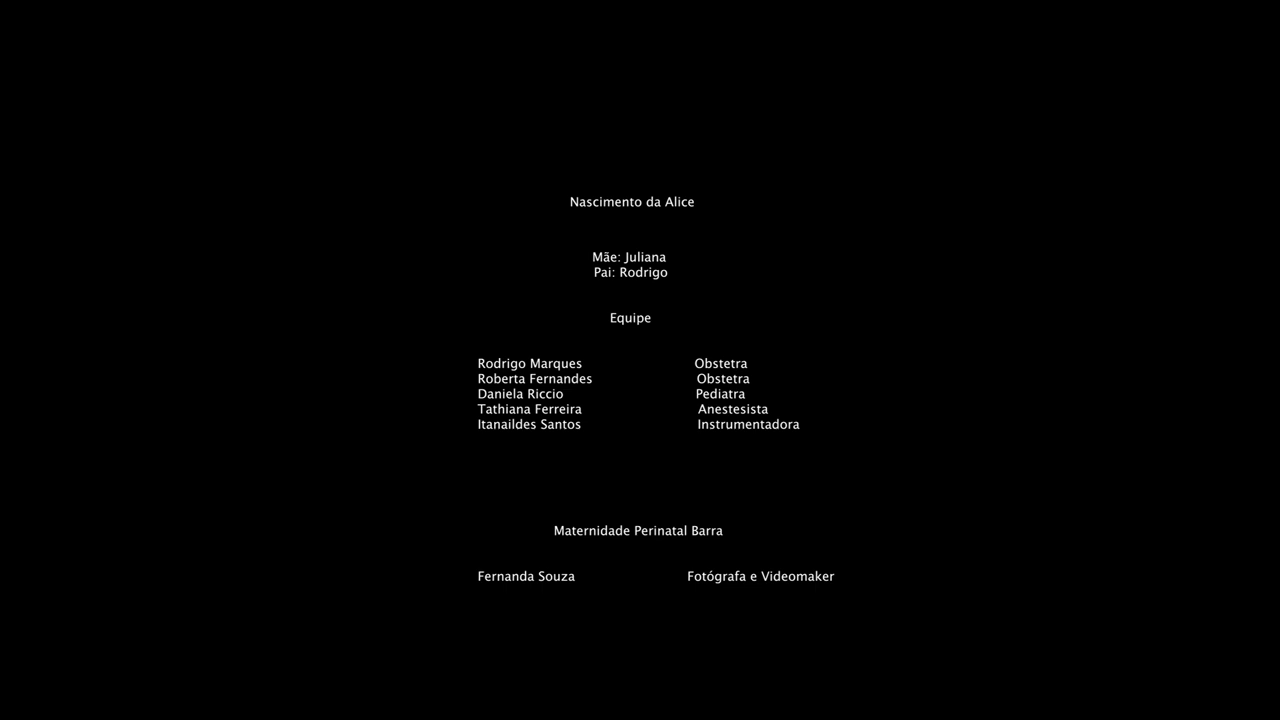 Nascimento da Alice
Mãe: Juliana
Pai: Rodrigo
Equipe
Rodrigo Marques Obstetra
Roberta Fernandes Obstetra
Daniela Riccio Pediatra
Tathiana Ferreira Anestesista
Itanaildes Santos Instrumentadora
Maternidade Perinatal Barra
Fernanda Souza Fotógrafa e Videomaker